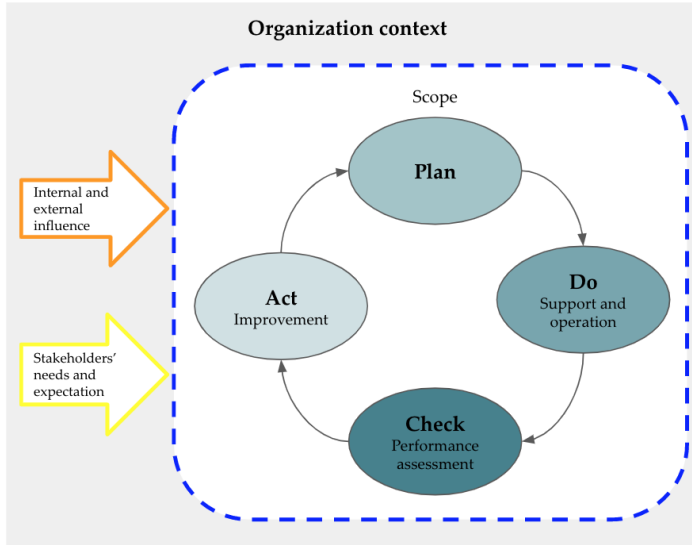 Organization context
Scope
Plan
Internal and
external
influence
Do
Support and
operation
Act
Improvement
Stakeholders’
needs and
expectation
Check
Performance
assessment